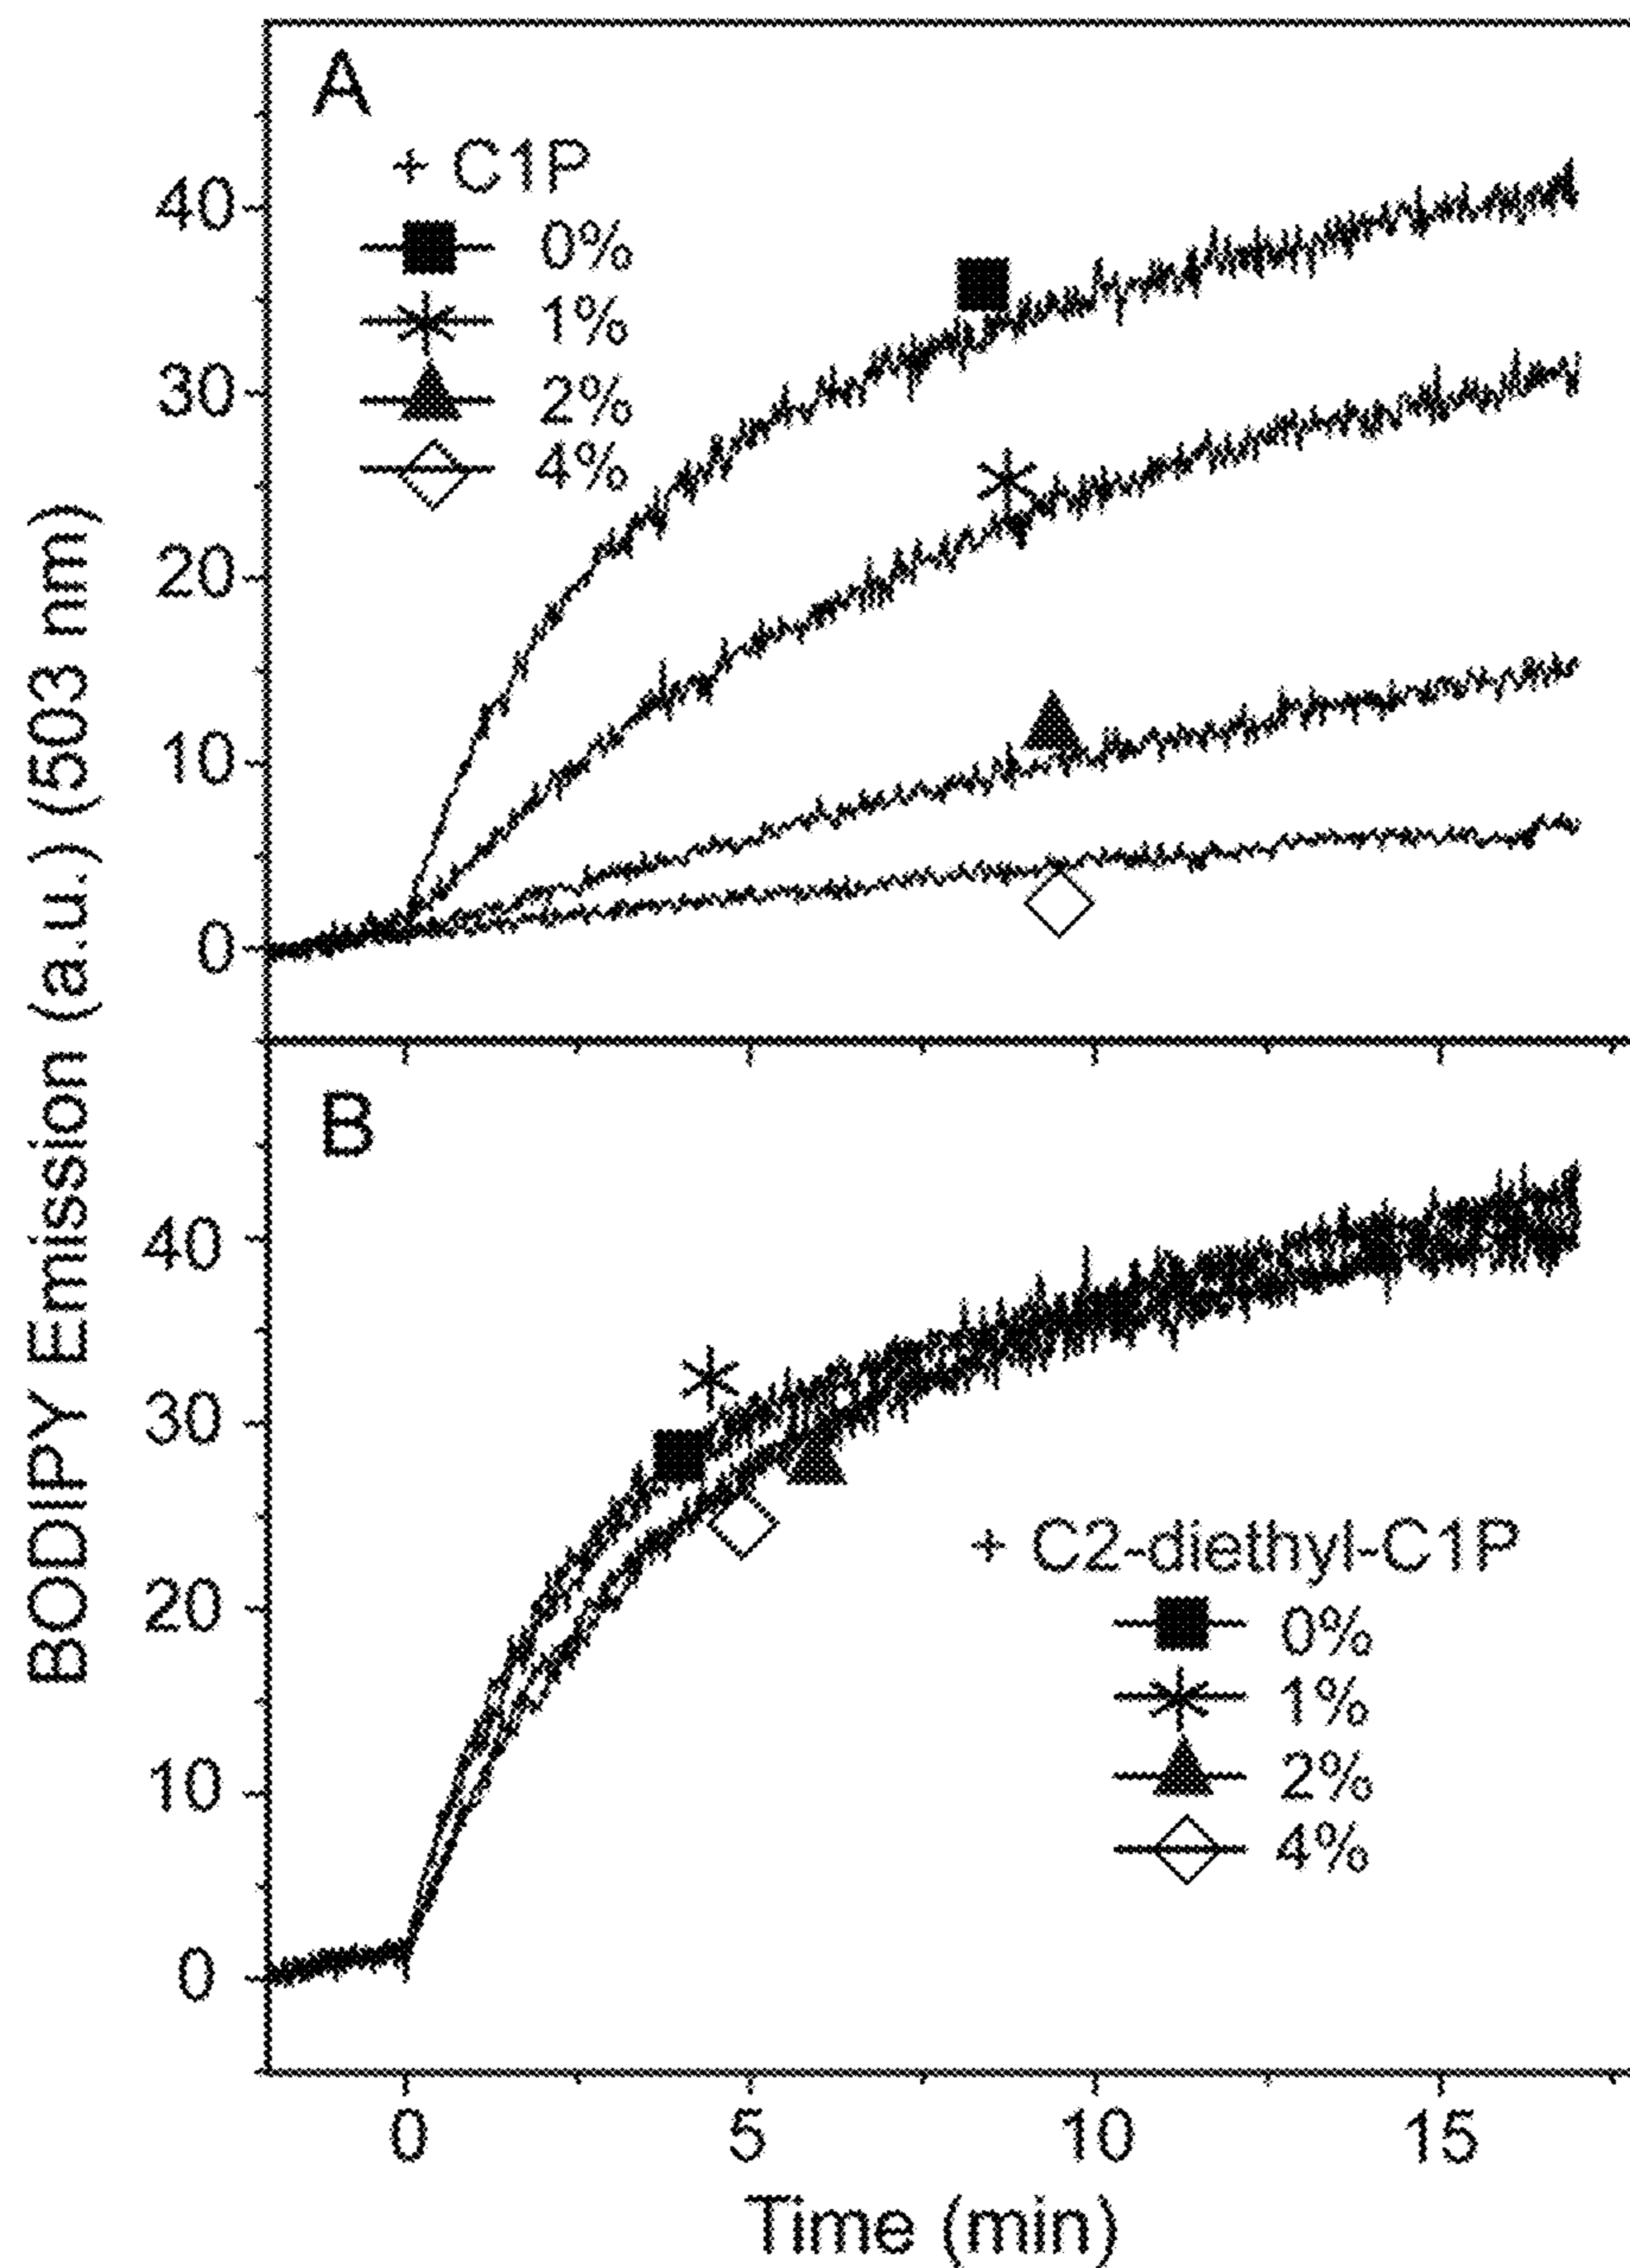 A
+ C1P
0%
1%
2%
4%
40
30
20
10
0
BODIPY Emission (a.u.) (503 nm)
B
40
30
20
10
0
+ C2-diethyl-C1P
0%
1%
2%
4%
0 5 10 15
Time (min)